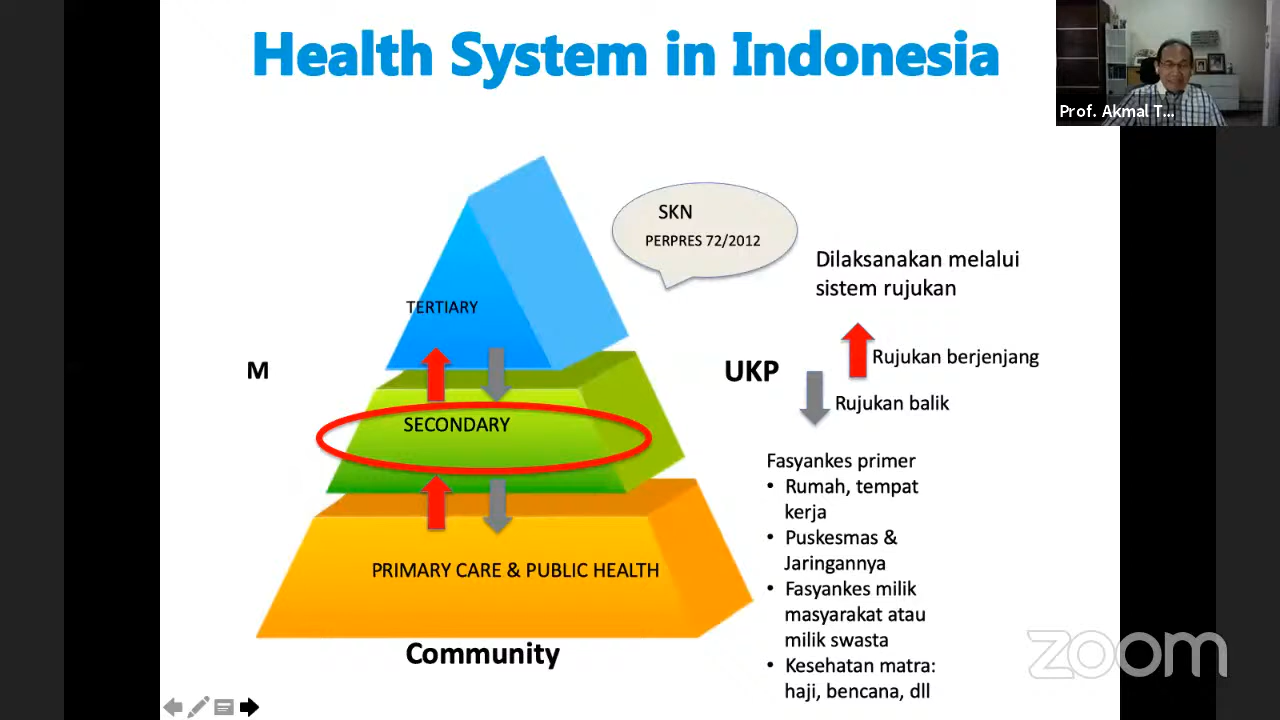 Health System in Indonesia
Prof. Akmal T...
SKN
PERPRES 72/2012
Dilaksanakan melalui
sistem rujukan
TERTIARY
Rujukan berjenjang
M
UKP
Rujukan balik
SECONDARY
Fasyankes primer
• Rumah, tempat
kerja
• Puskesmas &
Jaringannya
• Fasyankes milik
masyarakat atau
milik swasta
• Kesehatan matra:
haji, bencana, dll
PRIMARY CARE & PUBLIC HEALTH
Community
zoom